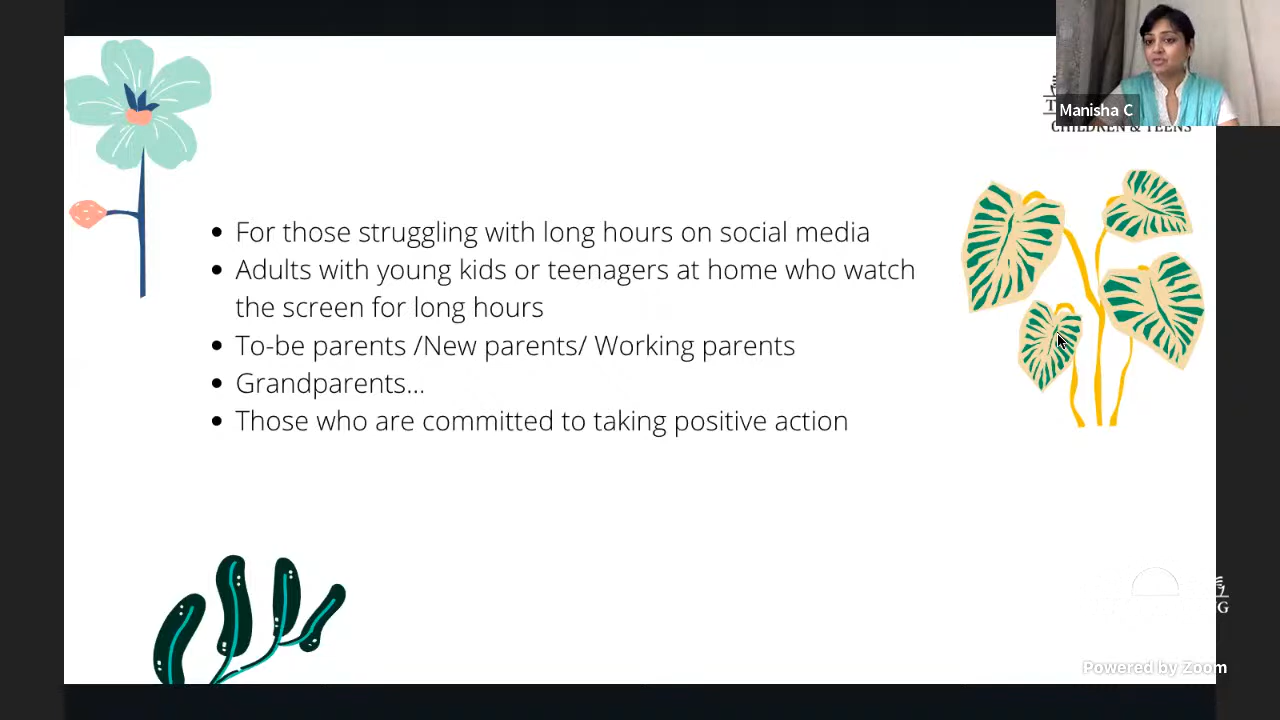 Manisha C
CHILDREN & TEENS
• For those struggling with long hours on social media
• Adults with young kids or teenagers at home who watch
the screen for long hours
• To-be parents /New parents/ Working parents
• Grandparents...
• Those who are committed to taking positive action
Powered by Zoom